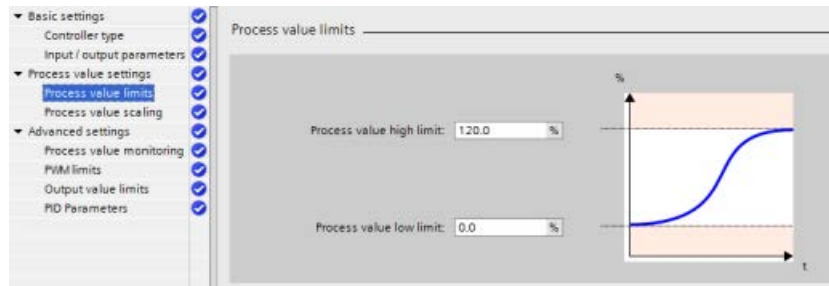 Basic settings
Controller type
Input / output parameters
Process value settings
Process value limits
Process value scaling
Advanced settings
Process value monitoring
PWM limits
Output value limits
PID Parameters
Process value limits
%
Process value high limit: 120.0 %
Process value low limit: 0.0 %
t